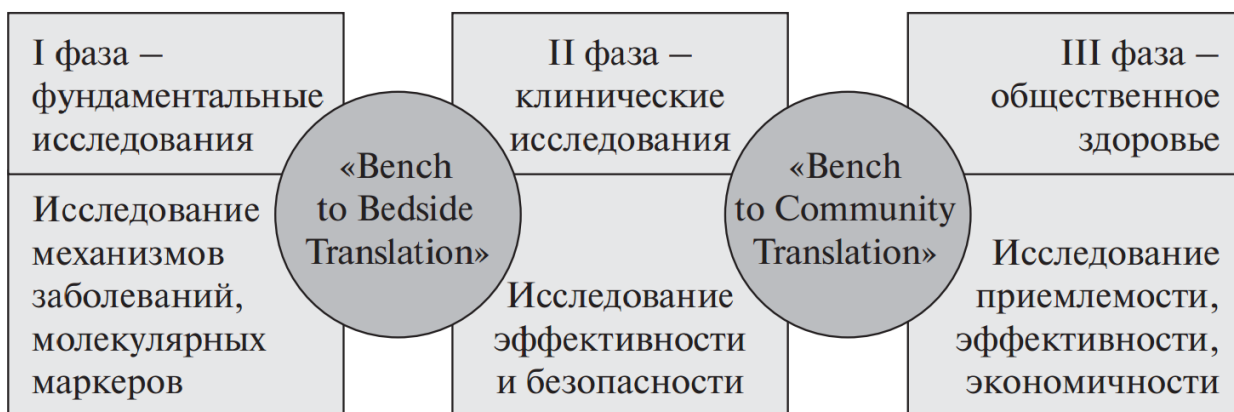 I фаза –
фундаментальные
исследования
Исследование
механизмов
заболеваний,
молекулярных
маркеров
«Bench
to Bedside
Translation»
II фаза –
клинические
исследования
Исследование
эффективности
и безопасности
«Bench
to Community
Translation»
III фаза –
общественное
здоровье
Исследование
приемлемости,
эффективности,
экономичности